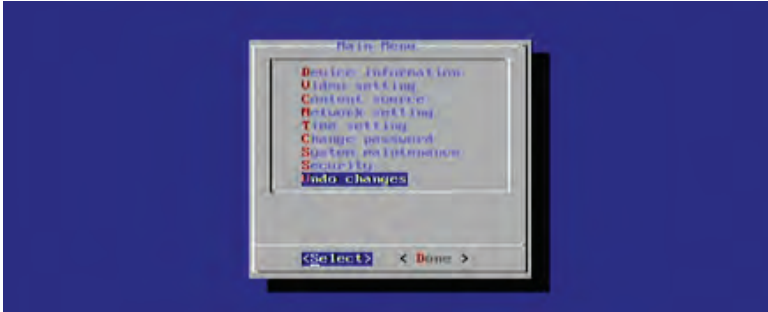 Main Menu
Device information
Video setting
Content source
Network setting
Time setting
Change password
System maintenance
Security
Undo changes
<Select> < Done >